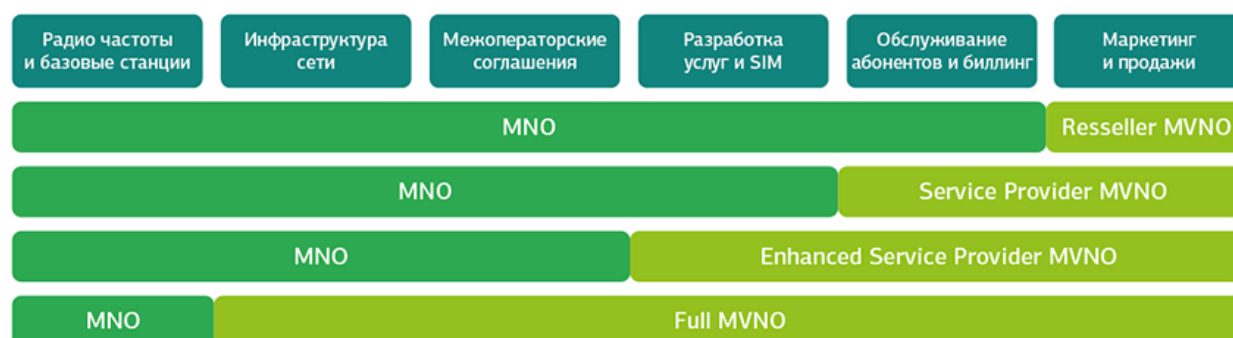 Радио частоты
и базовые станции
Инфраструктура
сети
Межоператорские
соглашения
Разработка
услуг и SIM
Обслуживание
абонентов и биллинг
Маркетинг
и продажи
MNO Resseller MVNO
MNO Service Provider MVNO
MNO Enhanced Service Provider MVNO
MNO Full MVNO